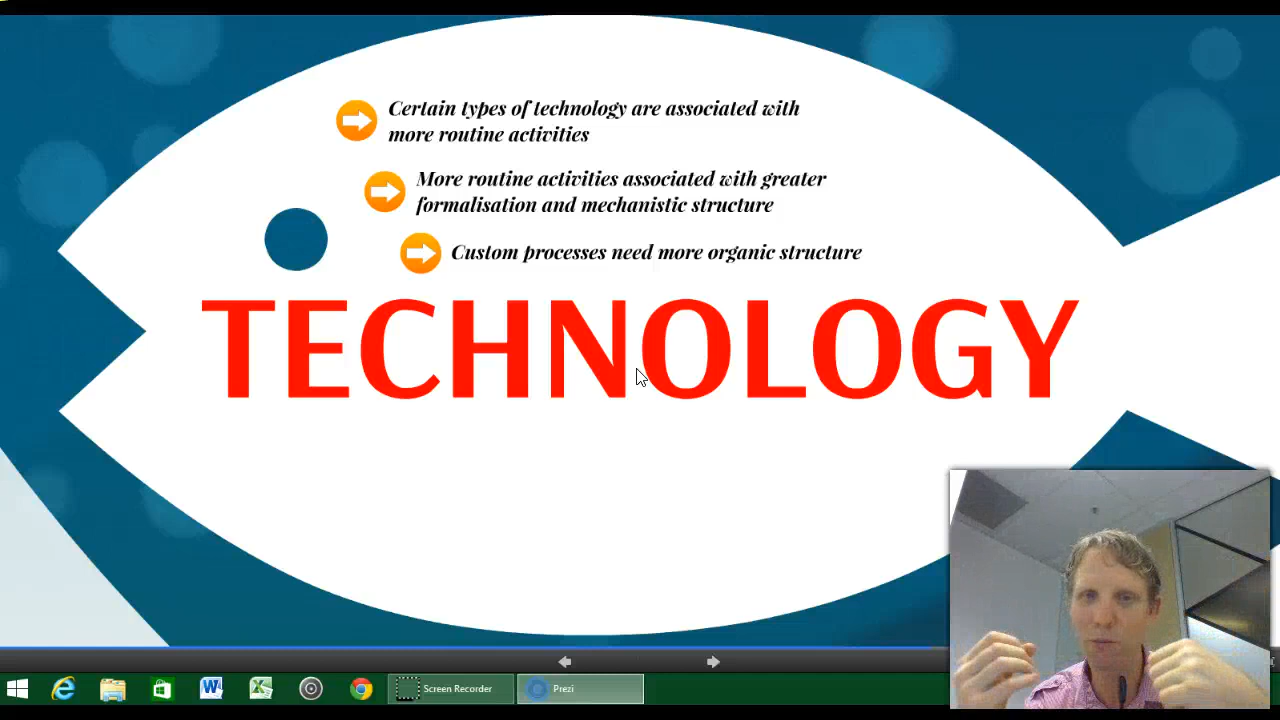 Certain types of technology are associated with
more routine activities
More routine activities associated with greater
formalisation and mechanistic structure
Custom processes need more organic structure
TECHNOLOGY
Screen Recorder
Prezi